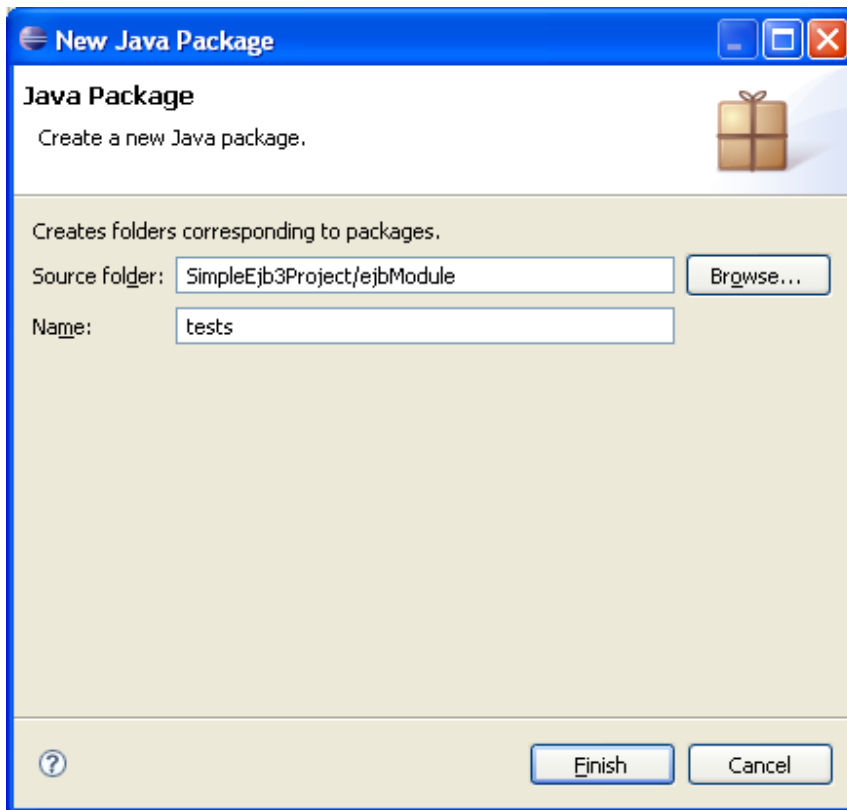 New Java Package
Java Package
Create a new Java package.
Creates folders corresponding to packages.
Source folder: SimpleEjb3Project/ejbModule Browse...
Name: tests
? Finish Cancel